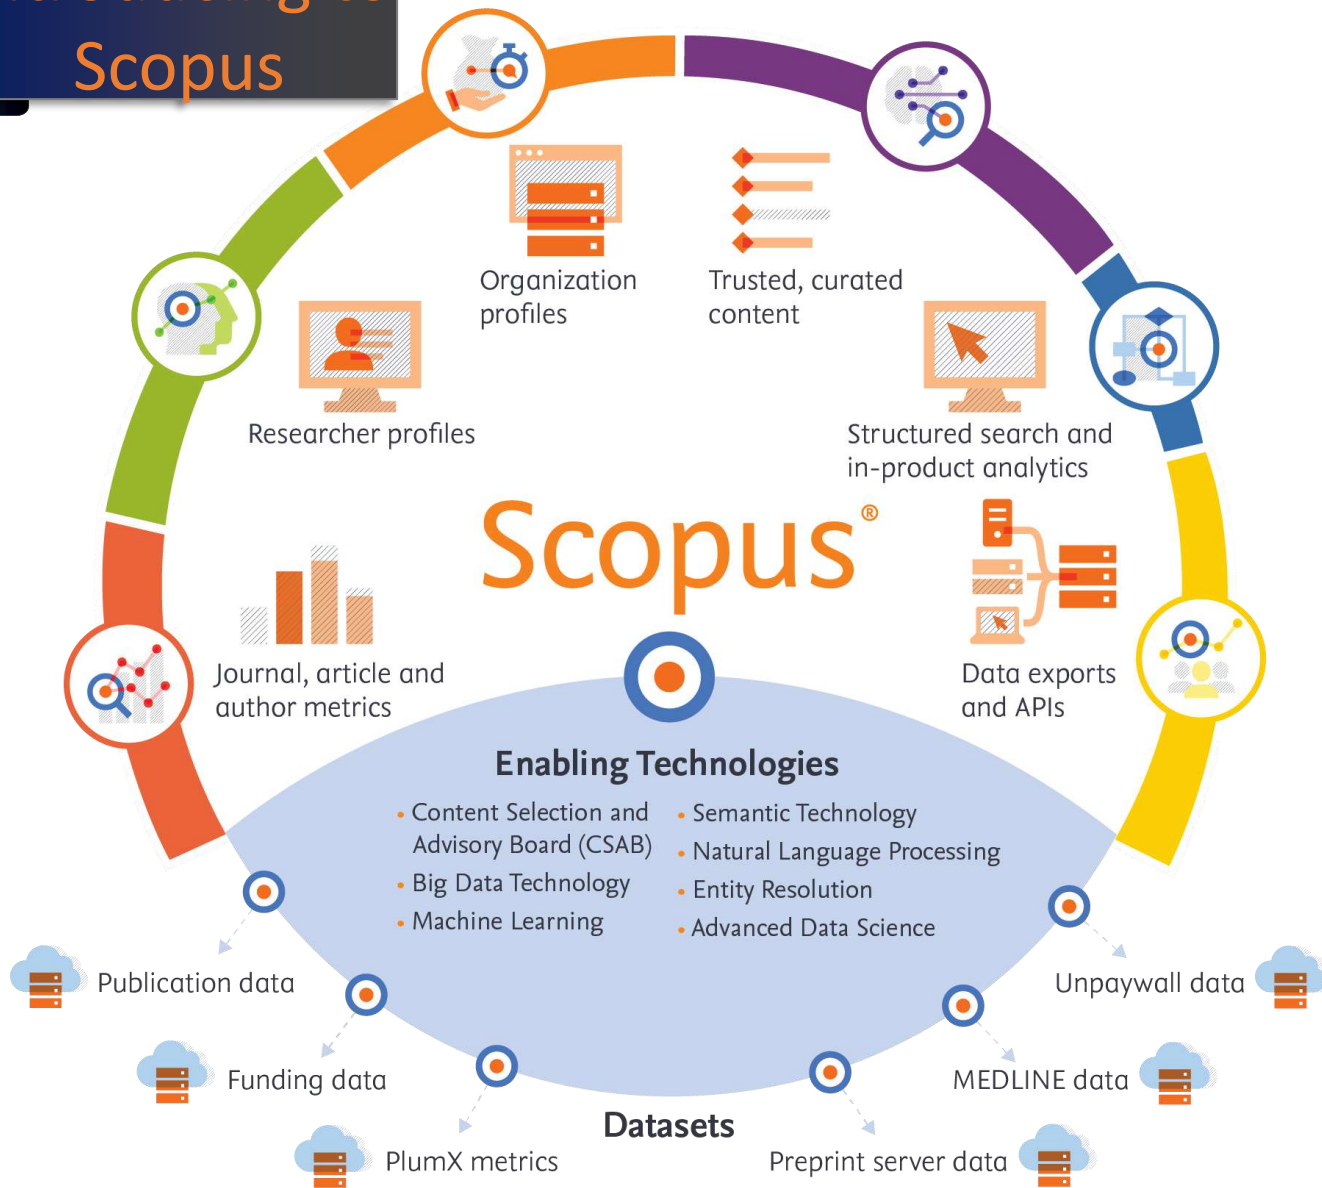 Scopus
Organization
profiles
Trusted, curated
content
Researcher profiles
Structured search and
in-product analytics
Scopus®
Journal, article and
author metrics
Data exports
and APIs
Enabling Technologies
• Content Selection and
Advisory Board (CSAB)
• Big Data Technology
• Machine Learning
• Semantic Technology
• Natural Language Processing
• Entity Resolution
• Advanced Data Science
Publication data
Unpaywall data
Funding data
MEDLINE data
Datasets
PlumX metrics
Preprint server data